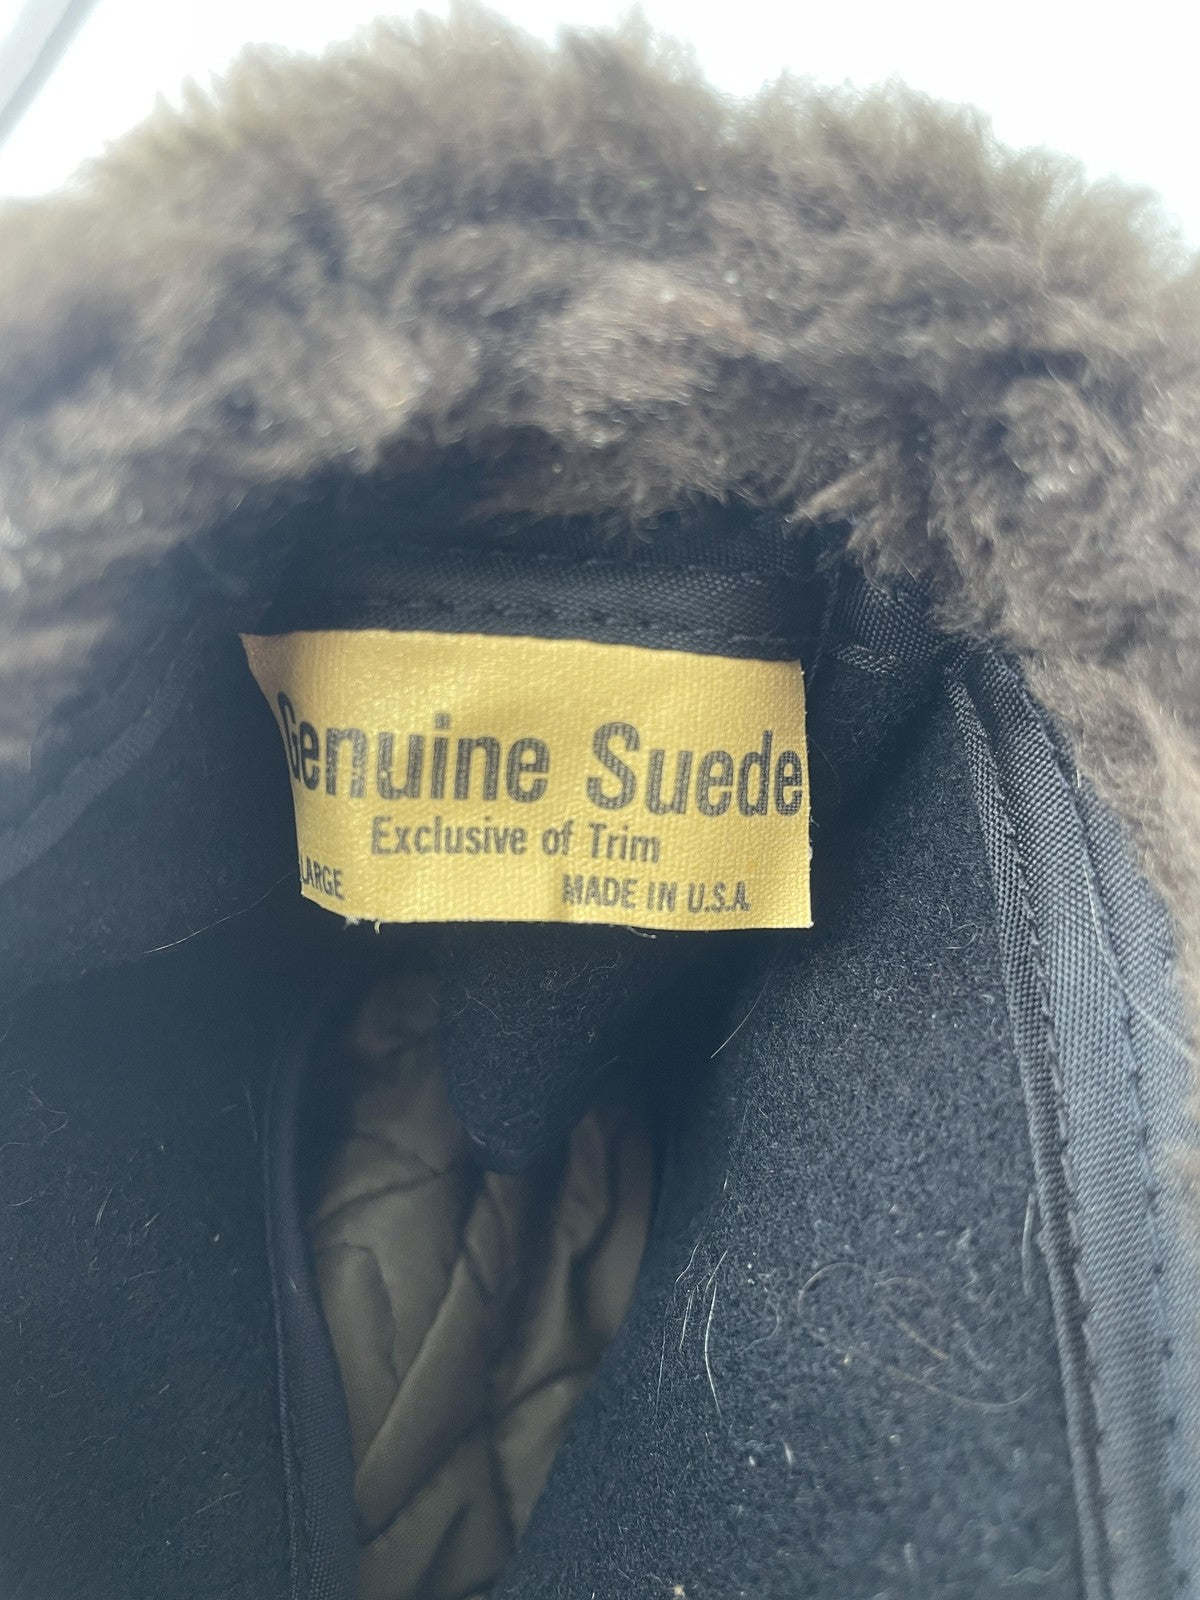 Genuine Suede
Exclusive of Trim
LARGE MADE IN U.S.A.